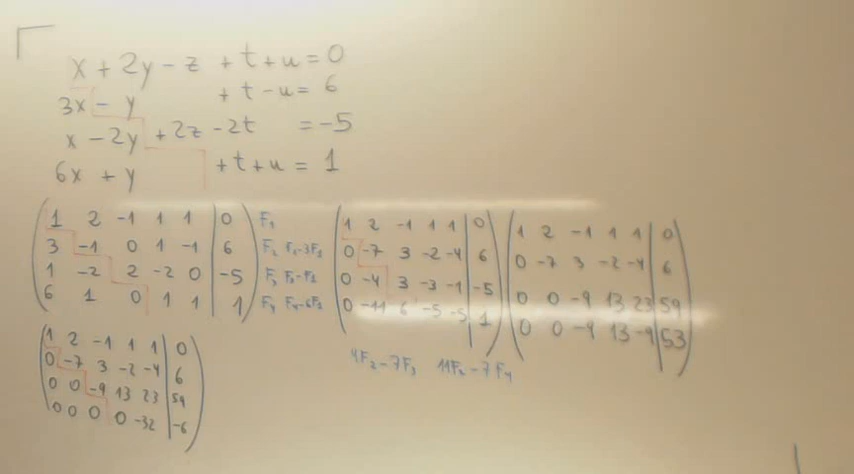 x + 2y - z + t + u = 0
3x - y + t - u = 6
x - 2y + 2z - 2t = -5
6x + y + t + u = 1
1 2 -1 1 1 | 0 F₁
3 -1 0 1 -1 | 6 F₂ F₂-3F₁
1 -2 2 -2 0 | -5 F₃ F₃-F₁
6 1 0 1 1 | 1 F₄ F₄-6F₁
1 2 -1 1 1 | 0
0 -7 3 -2 -4 | 6
0 -4 3 -3 -1 | -5
0 -11 6 -5 -5 | 1
4F₂-7F₃ 11F₂-7F₄
1 2 -1 1 1 | 0
0 -7 3 -2 -4 | 6
0 0 -9 13 23 | 59
0 0 -9 13 -9 | 53
1 2 -1 1 1 | 0
0 -7 3 -2 -4 | 6
0 0 -9 13 23 | 59
0 0 0 0 -32 | -6